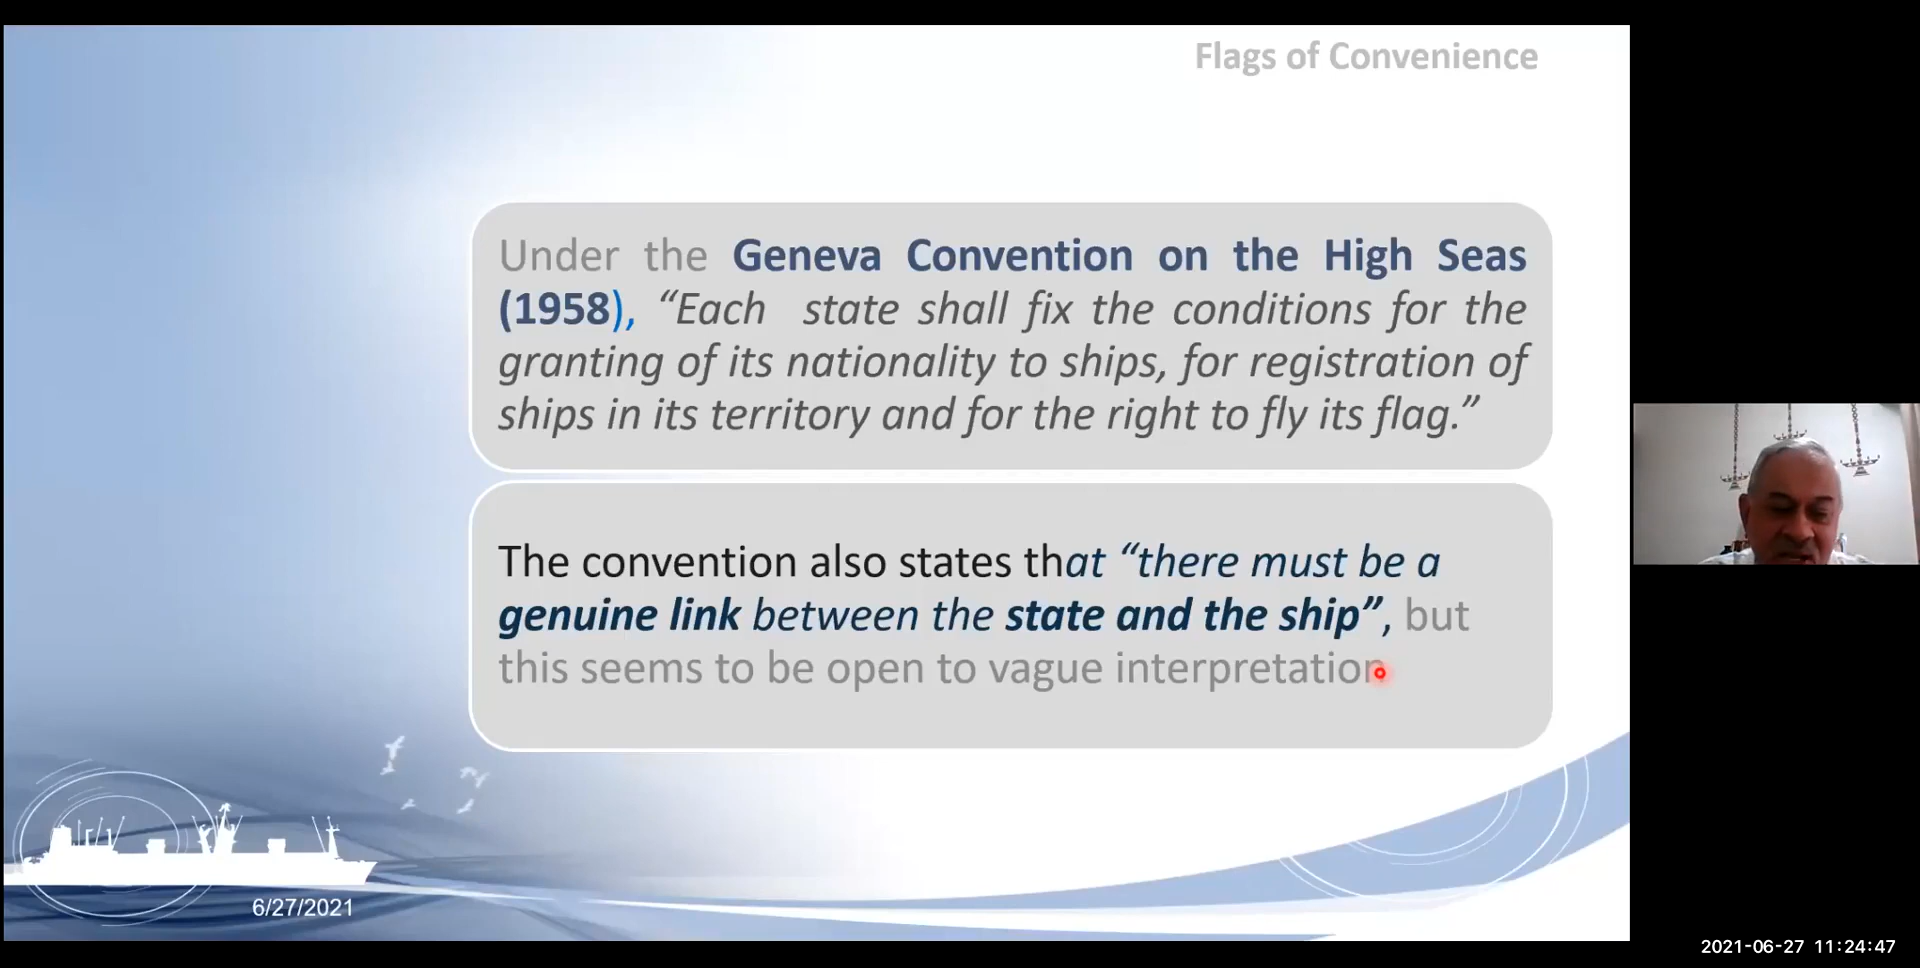 Flags of Convenience
Under the Geneva Convention on the High Seas
(1958), “Each state shall fix the conditions for the
granting of its nationality to ships, for registration of
ships in its territory and for the right to fly its flag.”
The convention also states that “there must be a
genuine link between the state and the ship”, but
this seems to be open to vague interpretation
6/27/2021
2021-06-27 11:24:47